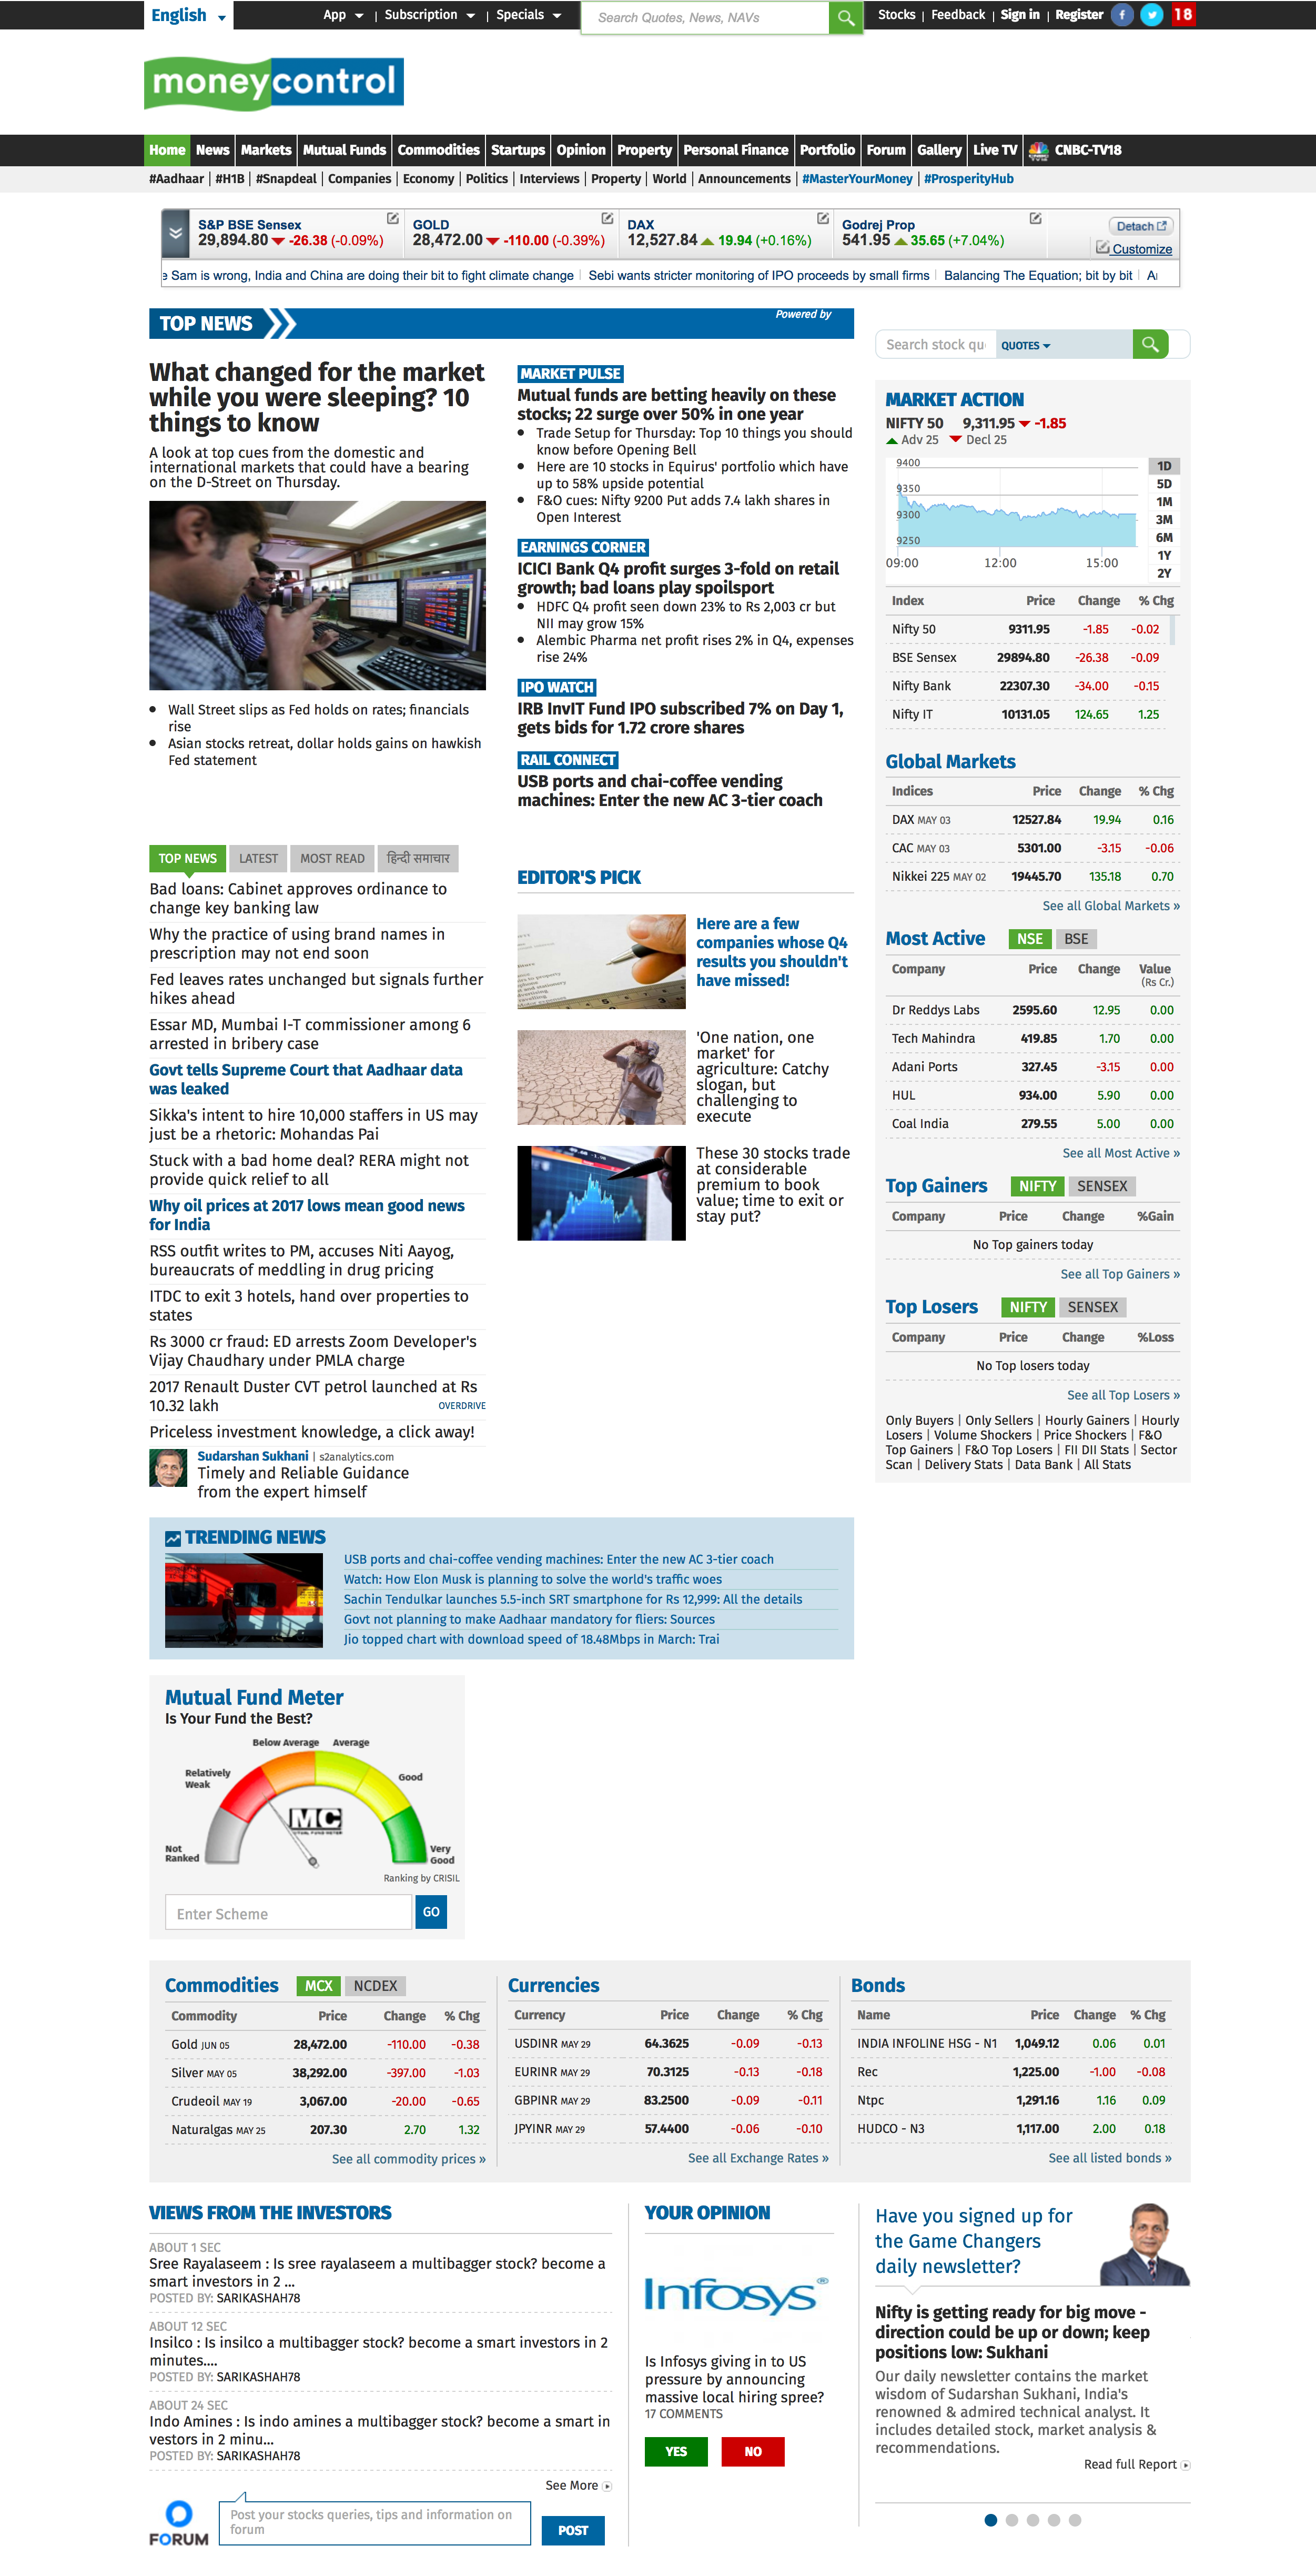 English
App | Subscription | Specials
Search Quotes, News, NAVs
Stocks | Feedback | Sign in | Register
18
moneycontrol
Home News Markets Mutual Funds Commodities Startups Opinion Property Personal Finance Portfolio Forum Gallery Live TV CNBC-TV18
#Aadhaar | #H1B | #Snapdeal | Companies | Economy | Politics | Interviews | Property | World | Announcements | #MasterYourMoney | #ProsperityHub
S&P BSE Sensex
29,894.80 -26.38 (-0.09%)
GOLD
28,472.00 -110.00 (-0.39%)
DAX
12,527.84 19.94 (+0.16%)
Godrej Prop
541.95 35.65 (+7.04%)
Detach
Customize
e Sam is wrong, India and China are doing their bit to fight climate change | Sebi wants stricter monitoring of IPO proceeds by small firms | Balancing The Equation; bit by bit |
TOP NEWS
Powered by
What changed for the market
while you were sleeping? 10
things to know
A look at top cues from the domestic and
international markets that could have a bearing
on the D-Street on Thursday.
Wall Street slips as Fed holds on rates; financials
rise
Asian stocks retreat, dollar holds gains on hawkish
Fed statement
MARKET PULSE
Mutual funds are betting heavily on these
stocks; 22 surge over 50% in one year
Trade Setup for Thursday: Top 10 things you should
know before Opening Bell
Here are 10 stocks in Equirus' portfolio which have
up to 58% upside potential
F&O cues: Nifty 9200 Put adds 7.4 lakh shares in
Open Interest
EARNINGS CORNER
ICICI Bank Q4 profit surges 3-fold on retail
growth; bad loans play spoilsport
HDFC Q4 profit seen down 23% to Rs 2,003 cr but
NII may grow 15%
Alembic Pharma net profit rises 2% in Q4, expenses
rise 24%
IPO WATCH
IRB InvIT Fund IPO subscribed 7% on Day 1,
gets bids for 1.72 crore shares
RAIL CONNECT
USB ports and chai-coffee vending
machines: Enter the new AC 3-tier coach
TOP NEWS LATEST MOST READ हिन्दी समाचार
Bad loans: Cabinet approves ordinance to
change key banking law
Why the practice of using brand names in
prescription may not end soon
Fed leaves rates unchanged but signals further
hikes ahead
Essar MD, Mumbai I-T commissioner among 6
arrested in bribery case
Govt tells Supreme Court that Aadhaar data
was leaked
Sikka's intent to hire 10,000 staffers in US may
just be a rhetoric: Mohandas Pai
Stuck with a bad home deal? RERA might not
provide quick relief to all
Why oil prices at 2017 lows mean good news
for India
RSS outfit writes to PM, accuses Niti Aayog,
bureaucrats of meddling in drug pricing
ITDC to exit 3 hotels, hand over properties to
states
Rs 3000 cr fraud: ED arrests Zoom Developer's
Vijay Chaudhary under PMLA charge
2017 Renault Duster CVT petrol launched at Rs
10.32 lakh OVERDRIVE
Priceless investment knowledge, a click away!
Sudarshan Sukhani | s2analytics.com
Timely and Reliable Guidance
from the expert himself
EDITOR'S PICK
Here are a few
companies whose Q4
results you shouldn't
have missed!
'One nation, one
market' for
agriculture: Catchy
slogan, but
challenging to
execute
These 30 stocks trade
at considerable
premium to book
value; time to exit or
stay put?
Search stock qu QUOTES
MARKET ACTION
NIFTY 50 9,311.95 -1.85
Adv 25 Decl 25
9400
9350
9300
9250
09:00 12:00 15:00
1D
5D
1M
3M
6M
1Y
2Y
Index Price Change % Chg
Nifty 50 9311.95 -1.85 -0.02
BSE Sensex 29894.80 -26.38 -0.09
Nifty Bank 22307.30 -34.00 -0.15
Nifty IT 10131.05 124.65 1.25
Global Markets
Indices Price Change % Chg
DAX MAY 03 12527.84 19.94 0.16
CAC MAY 03 5301.00 -3.15 -0.06
Nikkei 225 MAY 02 19445.70 135.18 0.70
See all Global Markets »
Most Active NSE BSE
Company Price Change Value
(Rs Cr.)
Dr Reddys Labs 2595.60 12.95 0.00
Tech Mahindra 419.85 1.70 0.00
Adani Ports 327.45 -3.15 0.00
HUL 934.00 5.90 0.00
Coal India 279.55 5.00 0.00
See all Most Active »
Top Gainers NIFTY SENSEX
Company Price Change %Gain
No Top gainers today
See all Top Gainers »
Top Losers NIFTY SENSEX
Company Price Change %Loss
No Top losers today
See all Top Losers »
Only Buyers | Only Sellers | Hourly Gainers | Hourly
Losers | Volume Shockers | Price Shockers | F&O
Top Gainers | F&O Top Losers | FII DII Stats | Sector
Scan | Delivery Stats | Data Bank | All Stats
TRENDING NEWS
USB ports and chai-coffee vending machines: Enter the new AC 3-tier coach
Watch: How Elon Musk is planning to solve the world's traffic woes
Sachin Tendulkar launches 5.5-inch SRT smartphone for Rs 12,999: All the details
Govt not planning to make Aadhaar mandatory for fliers: Sources
Jio topped chart with download speed of 18.48Mbps in March: Trai
Mutual Fund Meter
Is Your Fund the Best?
Below Average Average
Relatively
Weak
Good
MC
Not
Ranked
Very
Good
Ranking by CRISIL
Enter Scheme GO
Commodities MCX NCDEX
Commodity Price Change % Chg
Gold JUN 05 28,472.00 -110.00 -0.38
Silver MAY 05 38,292.00 -397.00 -1.03
Crudeoil MAY 19 3,067.00 -20.00 -0.65
Naturalgas MAY 25 207.30 2.70 1.32
See all commodity prices »
Currencies
Currency Price Change % Chg
USDINR MAY 29 64.3625 -0.09 -0.13
EURINR MAY 29 70.3125 -0.13 -0.18
GBPINR MAY 29 83.2500 -0.09 -0.11
JPYINR MAY 29 57.4400 -0.06 -0.10
See all Exchange Rates »
Bonds
Name Price Change % Chg
INDIA INFOLINE HSG - N1 1,049.12 0.06 0.01
Rec 1,225.00 -1.00 -0.08
Ntpc 1,291.16 1.16 0.09
HUDCO - N3 1,117.00 2.00 0.18
See all listed bonds »
VIEWS FROM THE INVESTORS
ABOUT 1 SEC
Sree Rayalaseem : Is sree rayalaseem a multibagger stock? become a
smart investors in 2 ...
POSTED BY: SARIKASHAH78
ABOUT 12 SEC
Insilco : Is insilco a multibagger stock? become a smart investors in 2
minutes....
POSTED BY: SARIKASHAH78
ABOUT 24 SEC
Indo Amines : Is indo amines a multibagger stock? become a smart in
vestors in 2 minu...
POSTED BY: SARIKASHAH78
See More
FORUM
Post your stocks queries, tips and information on
forum
POST
YOUR OPINION
Infosys®
Is Infosys giving in to US
pressure by announcing
massive local hiring spree?
17 COMMENTS
YES NO
Have you signed up for
the Game Changers
daily newsletter?
Nifty is getting ready for big move -
direction could be up or down; keep
positions low: Sukhani
Our daily newsletter contains the market
wisdom of Sudarshan Sukhani, India's
renowned & admired technical analyst. It
includes detailed stock, market analysis &
recommendations.
Read full Report